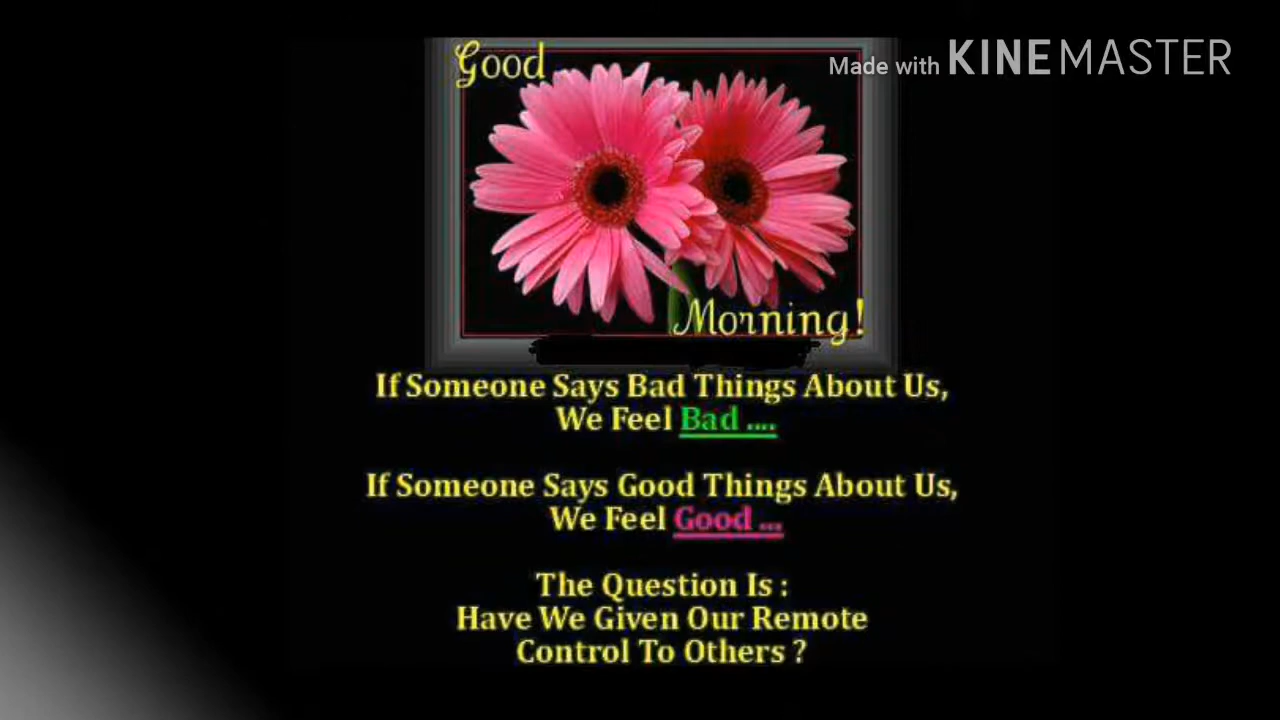 Good
Made with KINEMASTER
Morning!
If Someone Says Bad Things About Us,
We Feel Bad ....
If Someone Says Good Things About Us,
We Feel Good ...
The Question Is :
Have We Given Our Remote
Control To Others ?